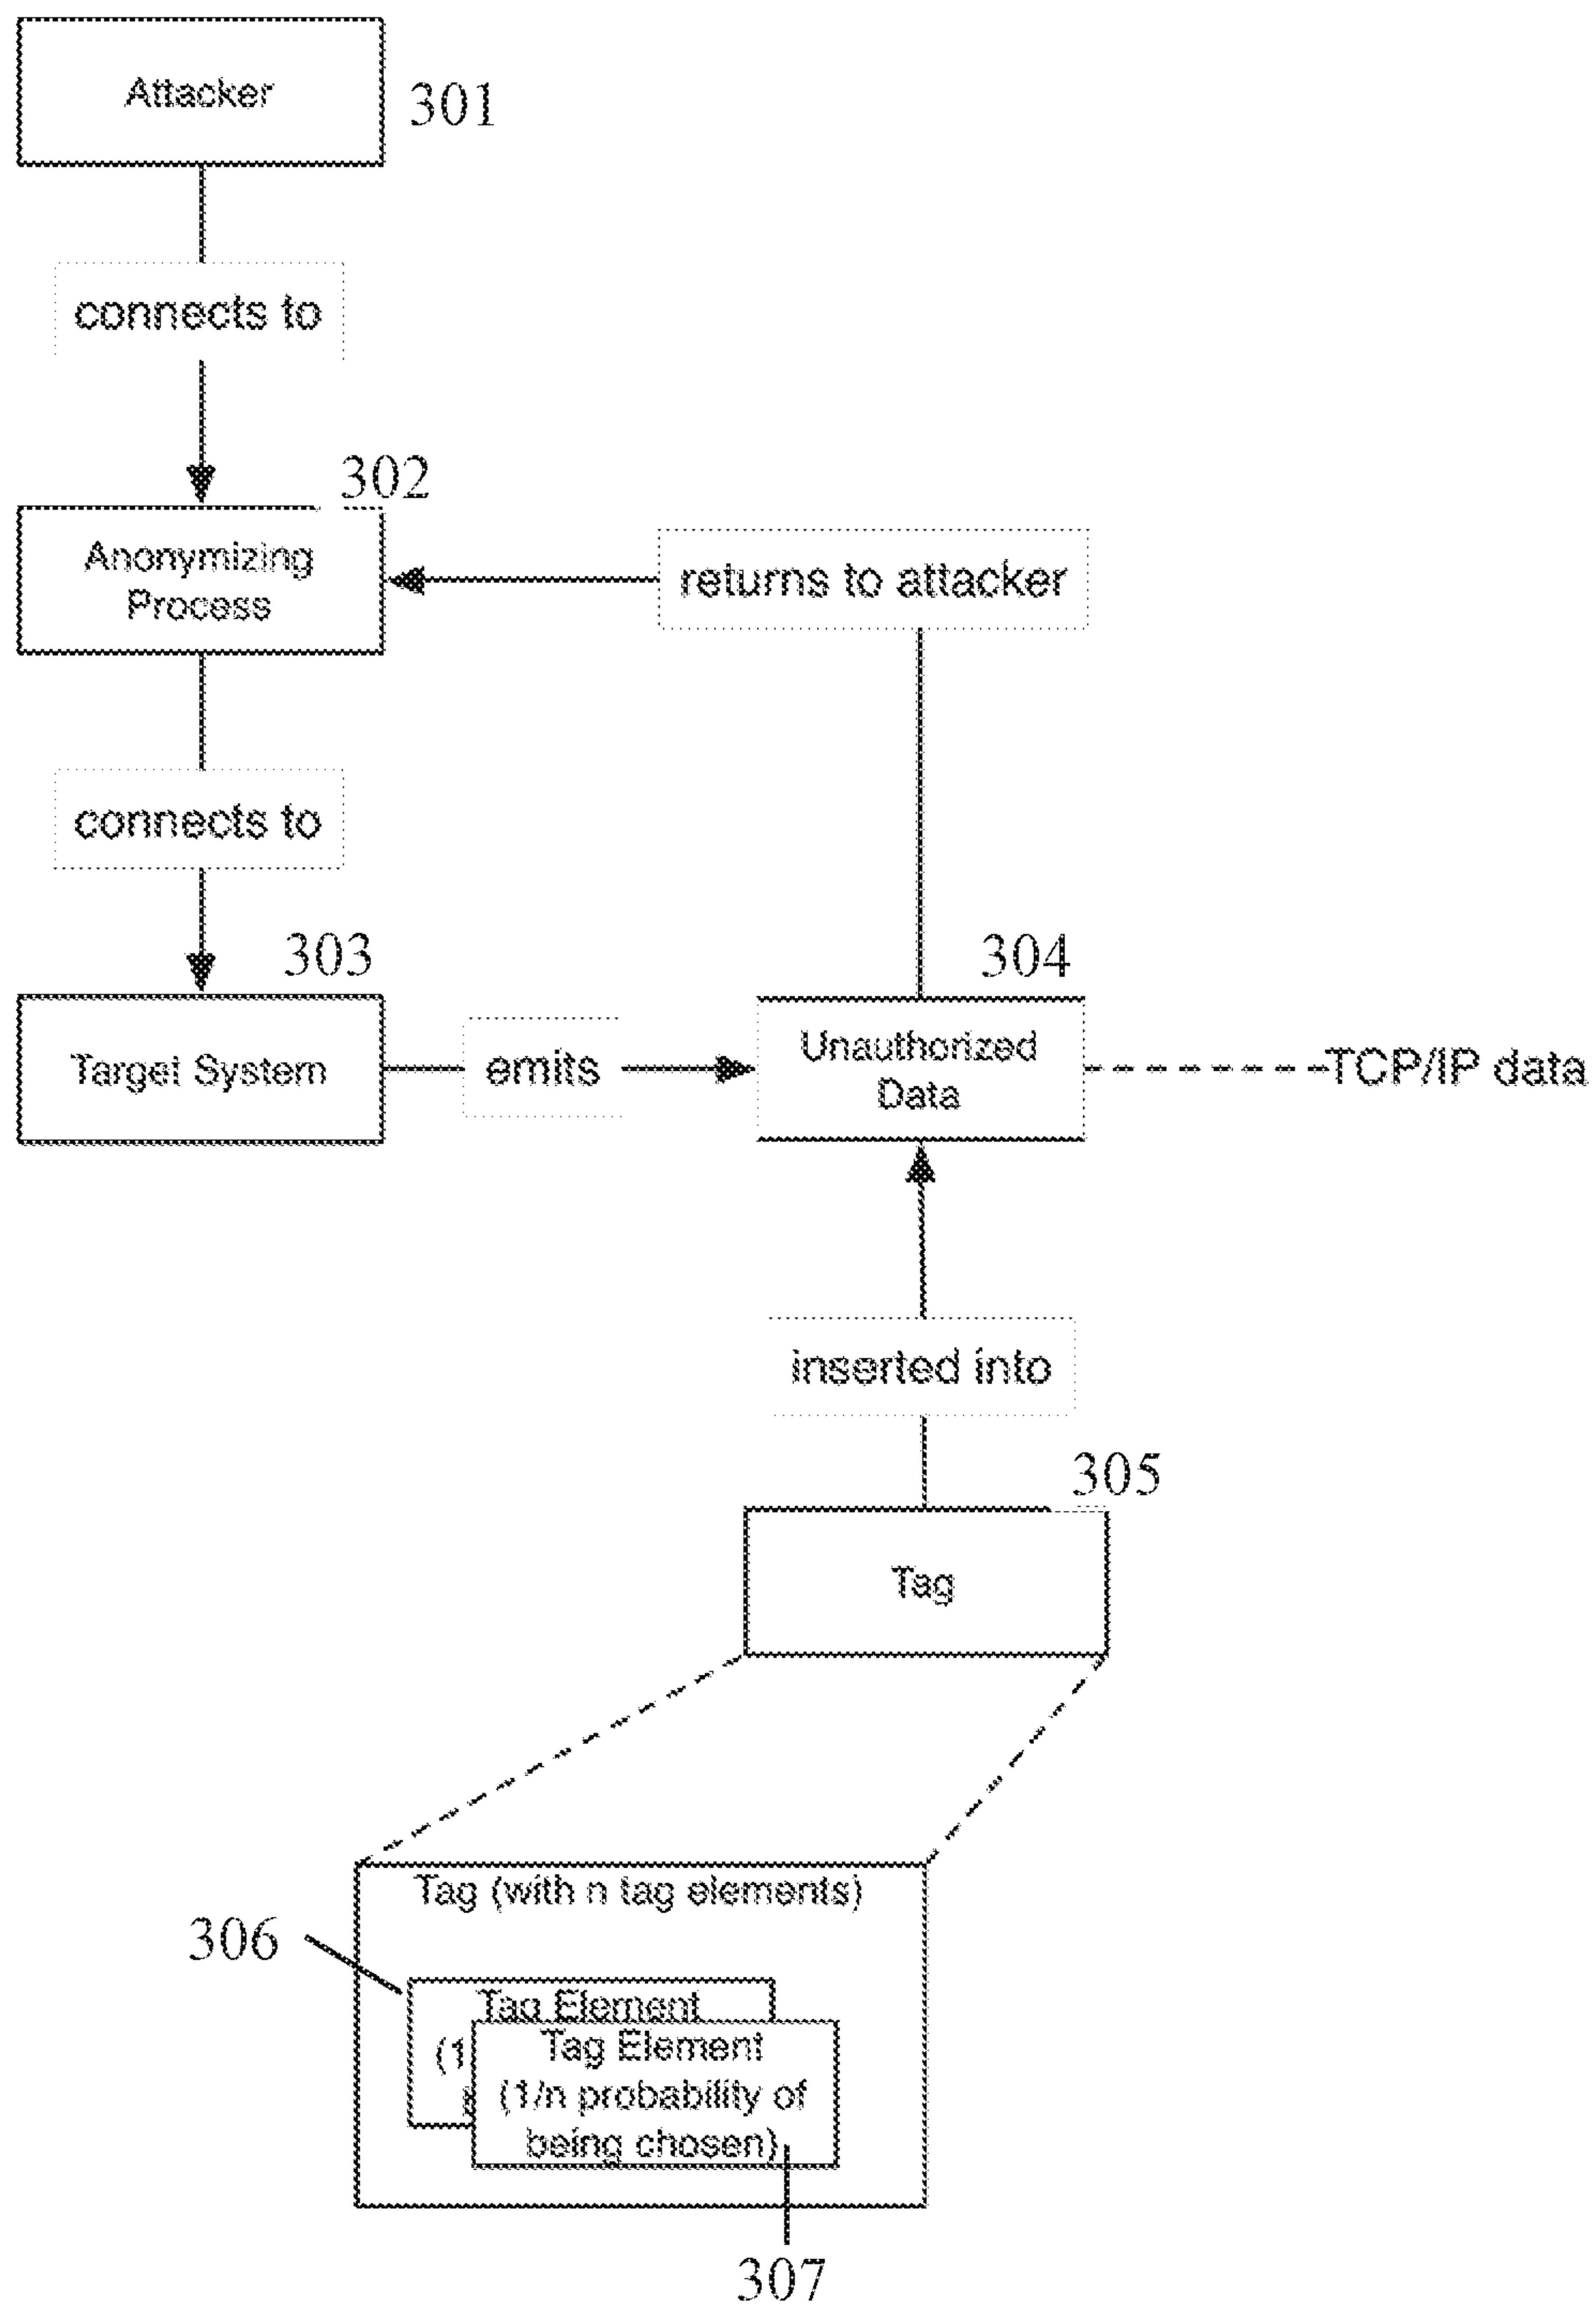 Attacker
301
connects to
302
Anonymizing
Process
returns to attacker
connects to
303
304
Target System
emits
Unauthorized
Data
TCP/IP data
inserted into
305
Tag
Tag (with n tag elements)
306
Tag Element
(1
Tag Element
(1/n probability of
being chosen)
307